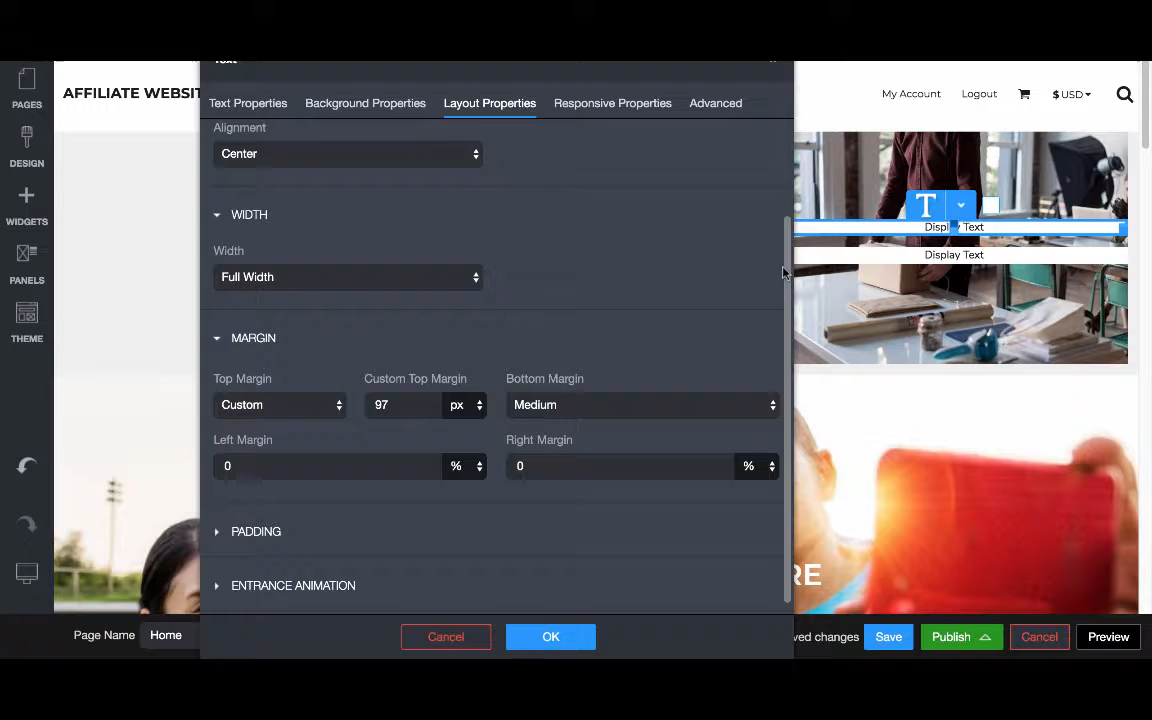 Text
AFFILIATE WEBSIT
My Account
Logout
$ USD
PAGES
DESIGN
WIDGETS
PANELS
THEME
Text Properties
Background Properties
Layout Properties
Responsive Properties
Advanced
Alignment
Center
WIDTH
Width
Full Width
MARGIN
Top Margin
Custom Top Margin
Bottom Margin
Custom
97
px
Medium
Left Margin
Right Margin
0
%
0
%
PADDING
ENTRANCE ANIMATION
Cancel
OK
T
Display Text
Display Text
RE
Page Name
Home
ved changes
Save
Publish
Cancel
Preview